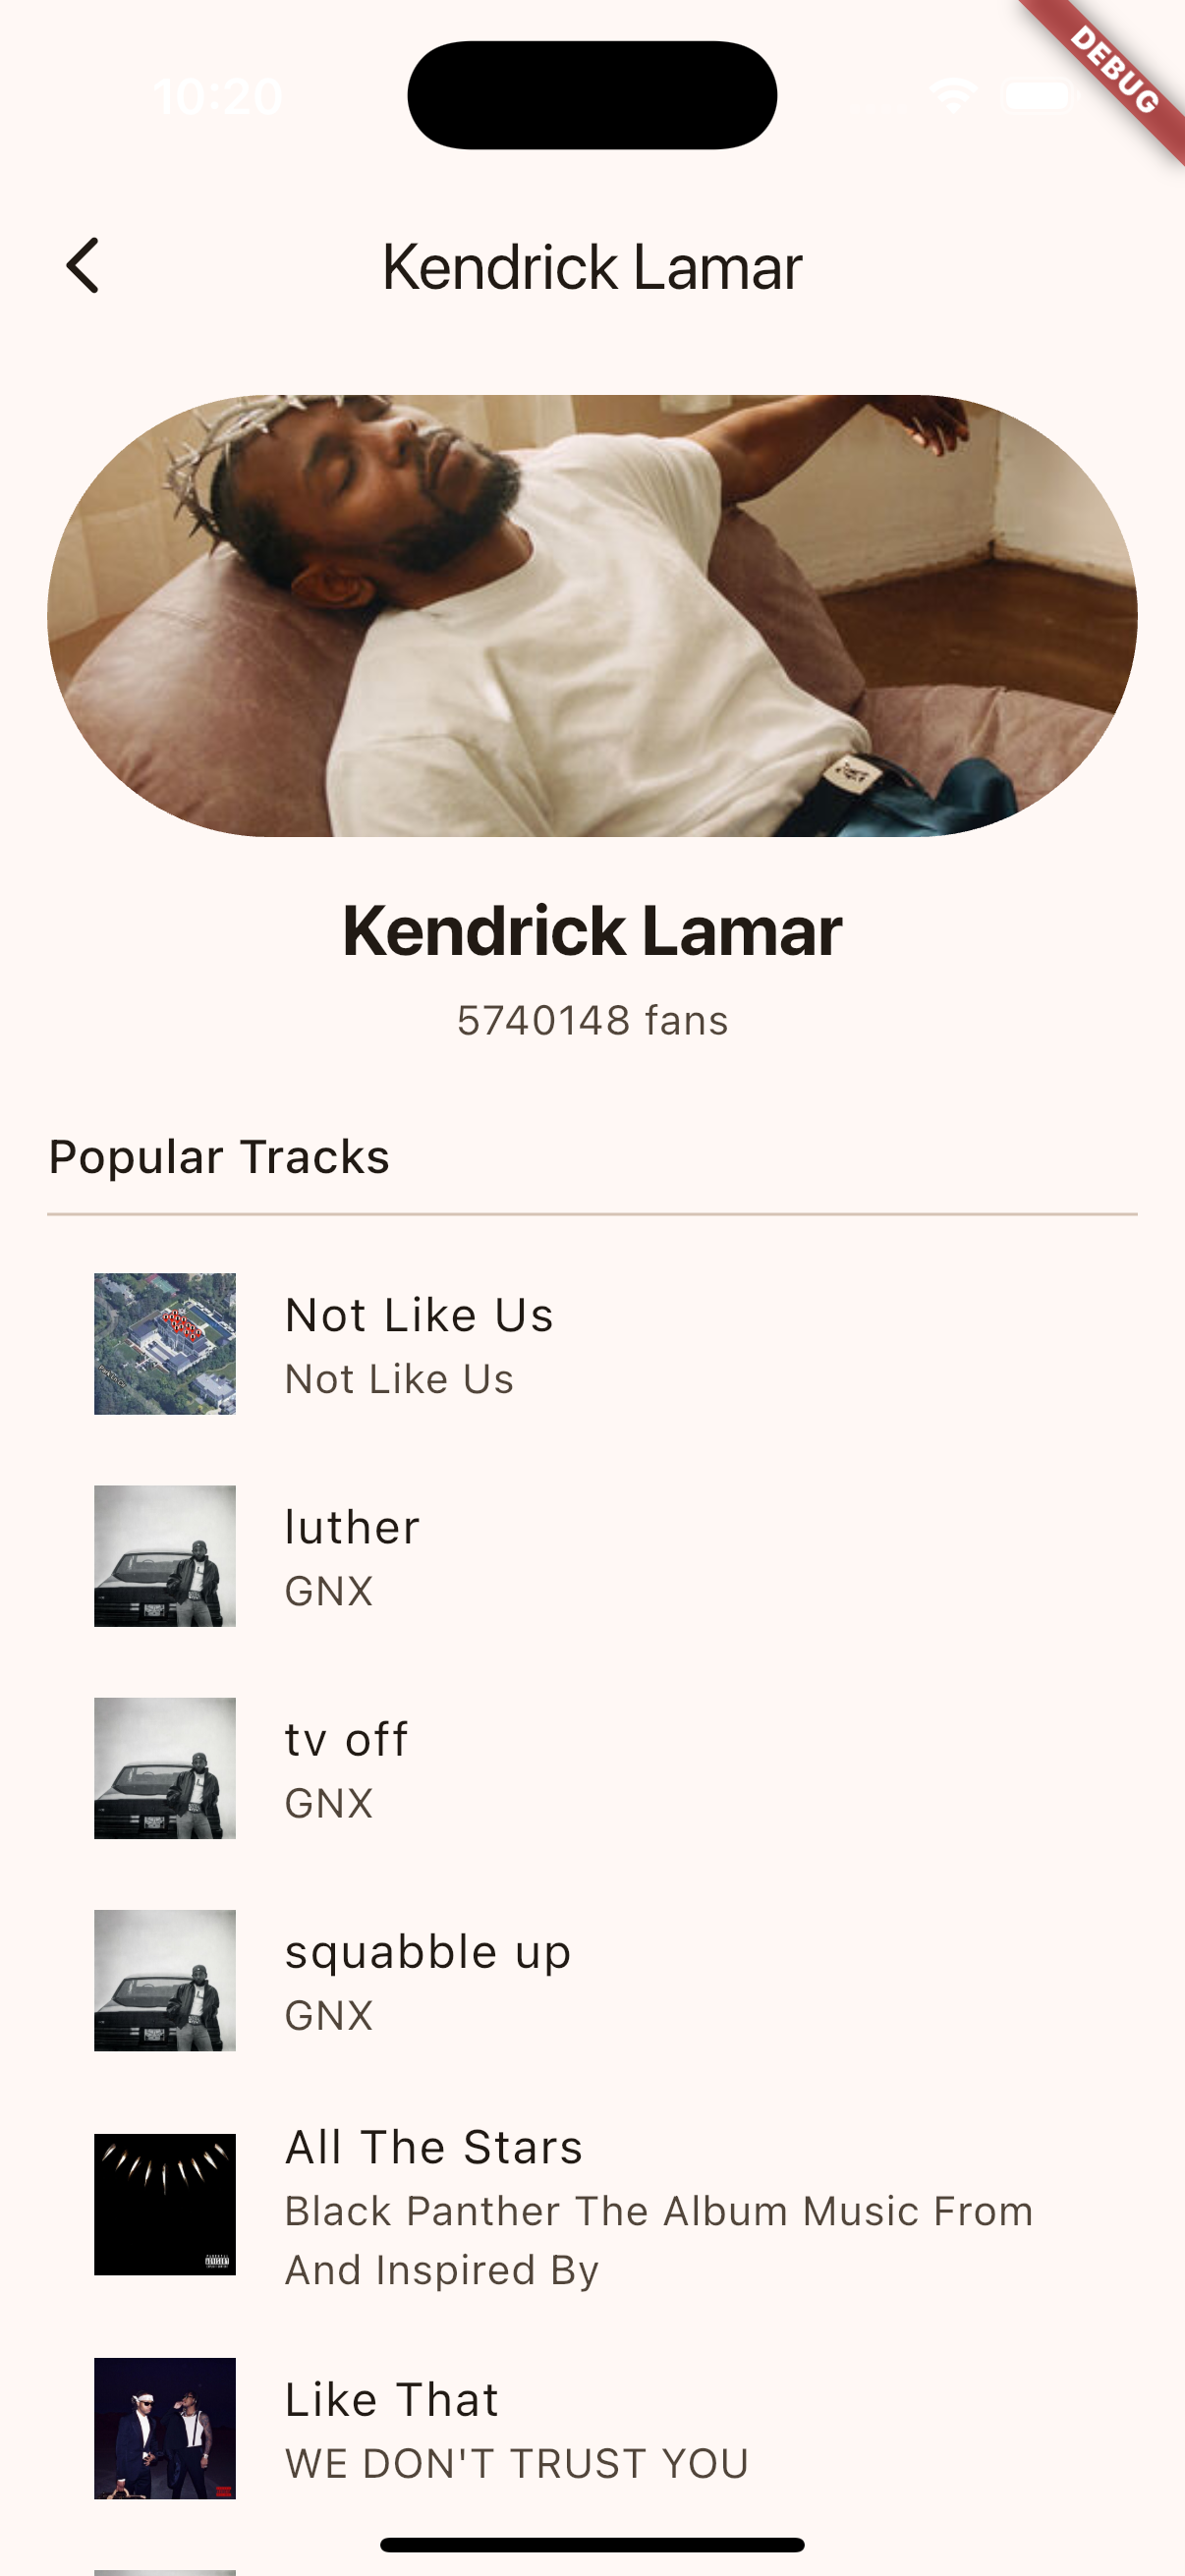 10:20
DEBUG
Kendrick Lamar
Kendrick Lamar
5740148 fans
Popular Tracks
Not Like Us
Not Like Us
luther
GNX
tv off
GNX
squabble up
GNX
All The Stars
Black Panther The Album Music From
And Inspired By
Like That
WE DON'T TRUST YOU